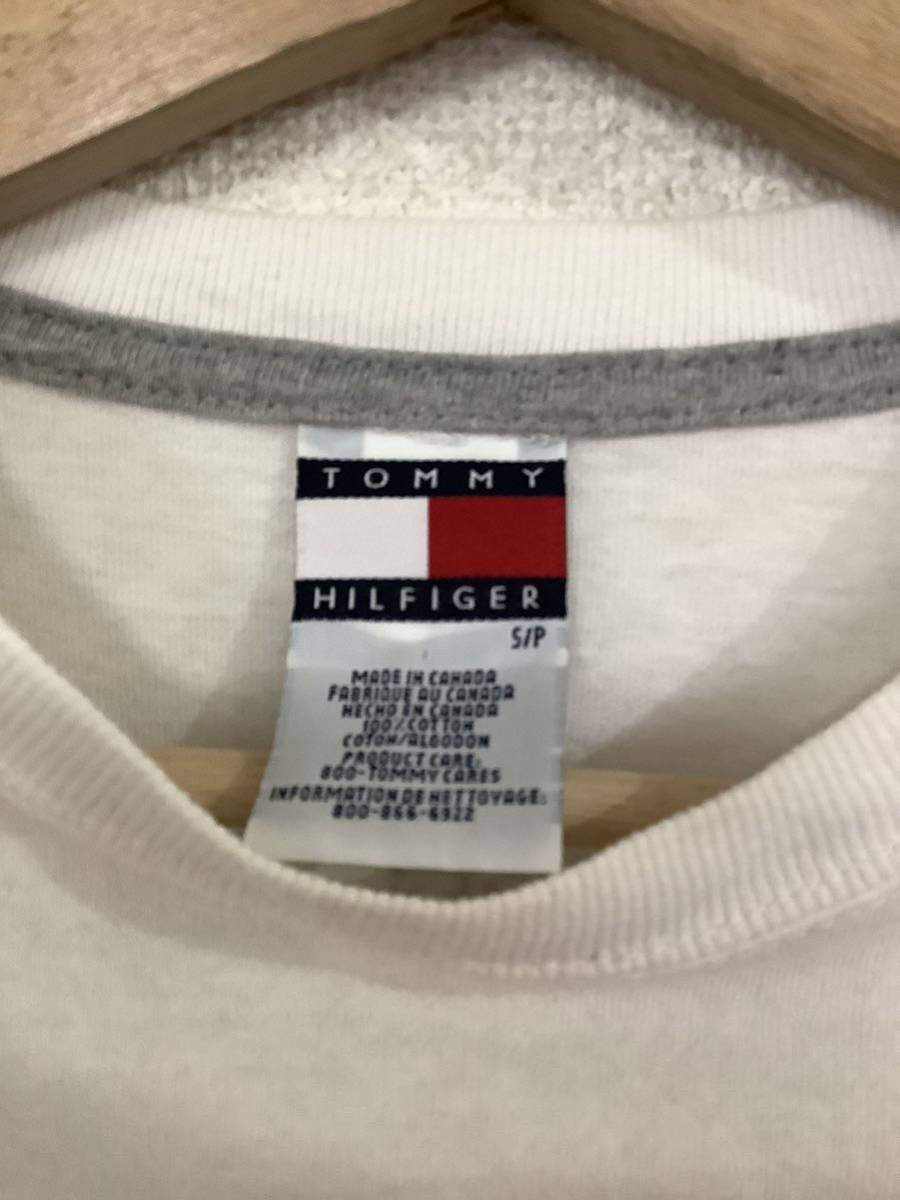 TOMMY
HILFIGER
S/P
MADE IN CANADA
FABRIQUE AU CANADA
HECHO EN CANADA
100%COTTON
COTON/ALGODON
PRODUCT CARE:
800-TOMMY CARES
INFORMATION DE NETTOYAGE:
800-866-6922